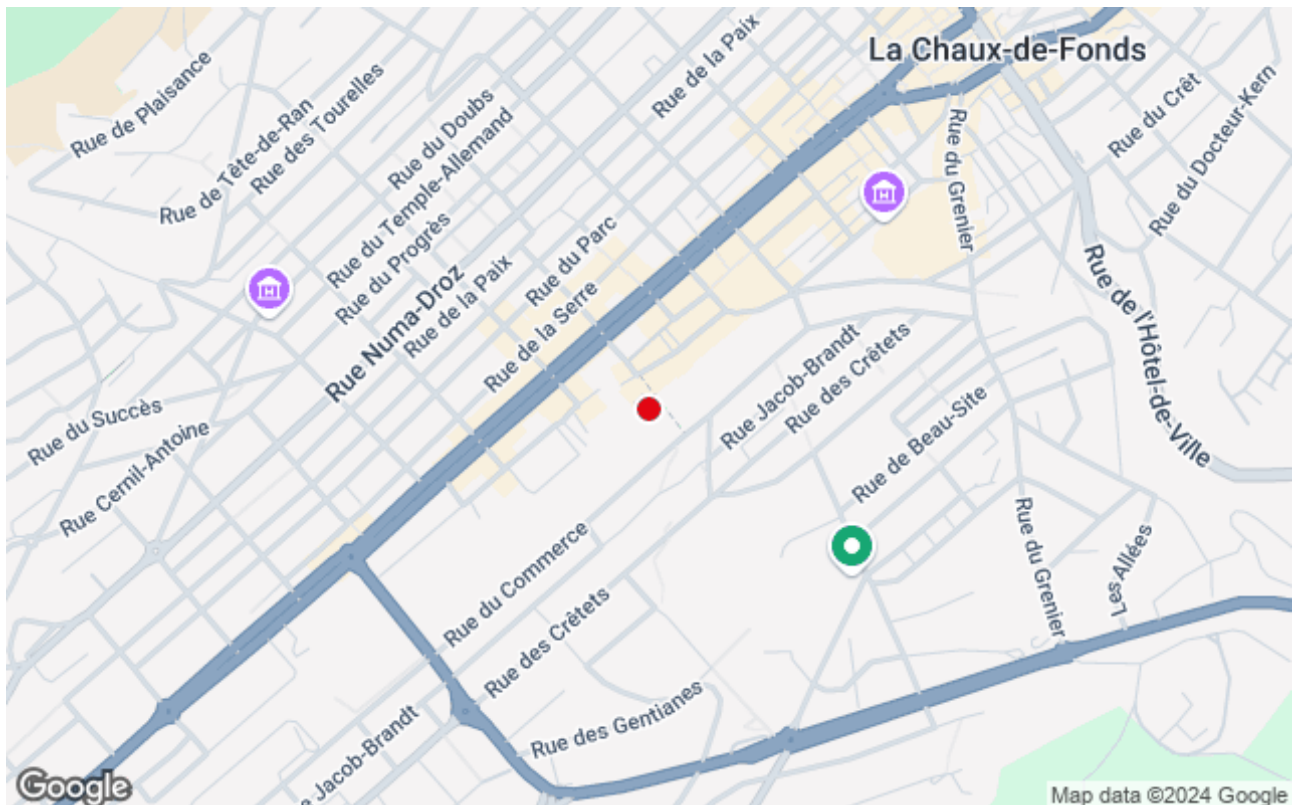 La Chaux-de-Fonds
Rue de la Paix
Rue de Plaisance
Rue des Tourelles
Rue du Doubs
Rue du Crêt
Rue de Tête-de-Ran
Rue du Temple-Allemand
Rue du Grenier
Rue du Docteur-Kern
Rue du Progrès
Rue du Parc
Rue de la Paix
Rue Numa-Droz
Rue de la Serre
Rue de l'Hôtel-de-Ville
Rue Jacob-Brandt
Rue des Crêtets
Rue du Succès
Rue Cernil-Antoine
Rue de Beau-Site
Rue du Commerce
Rue du Grenier
Les Allées
Rue des Crêtets
Rue des Gentianes
Jacob-Brandt
Google
Map data ©2024 Google